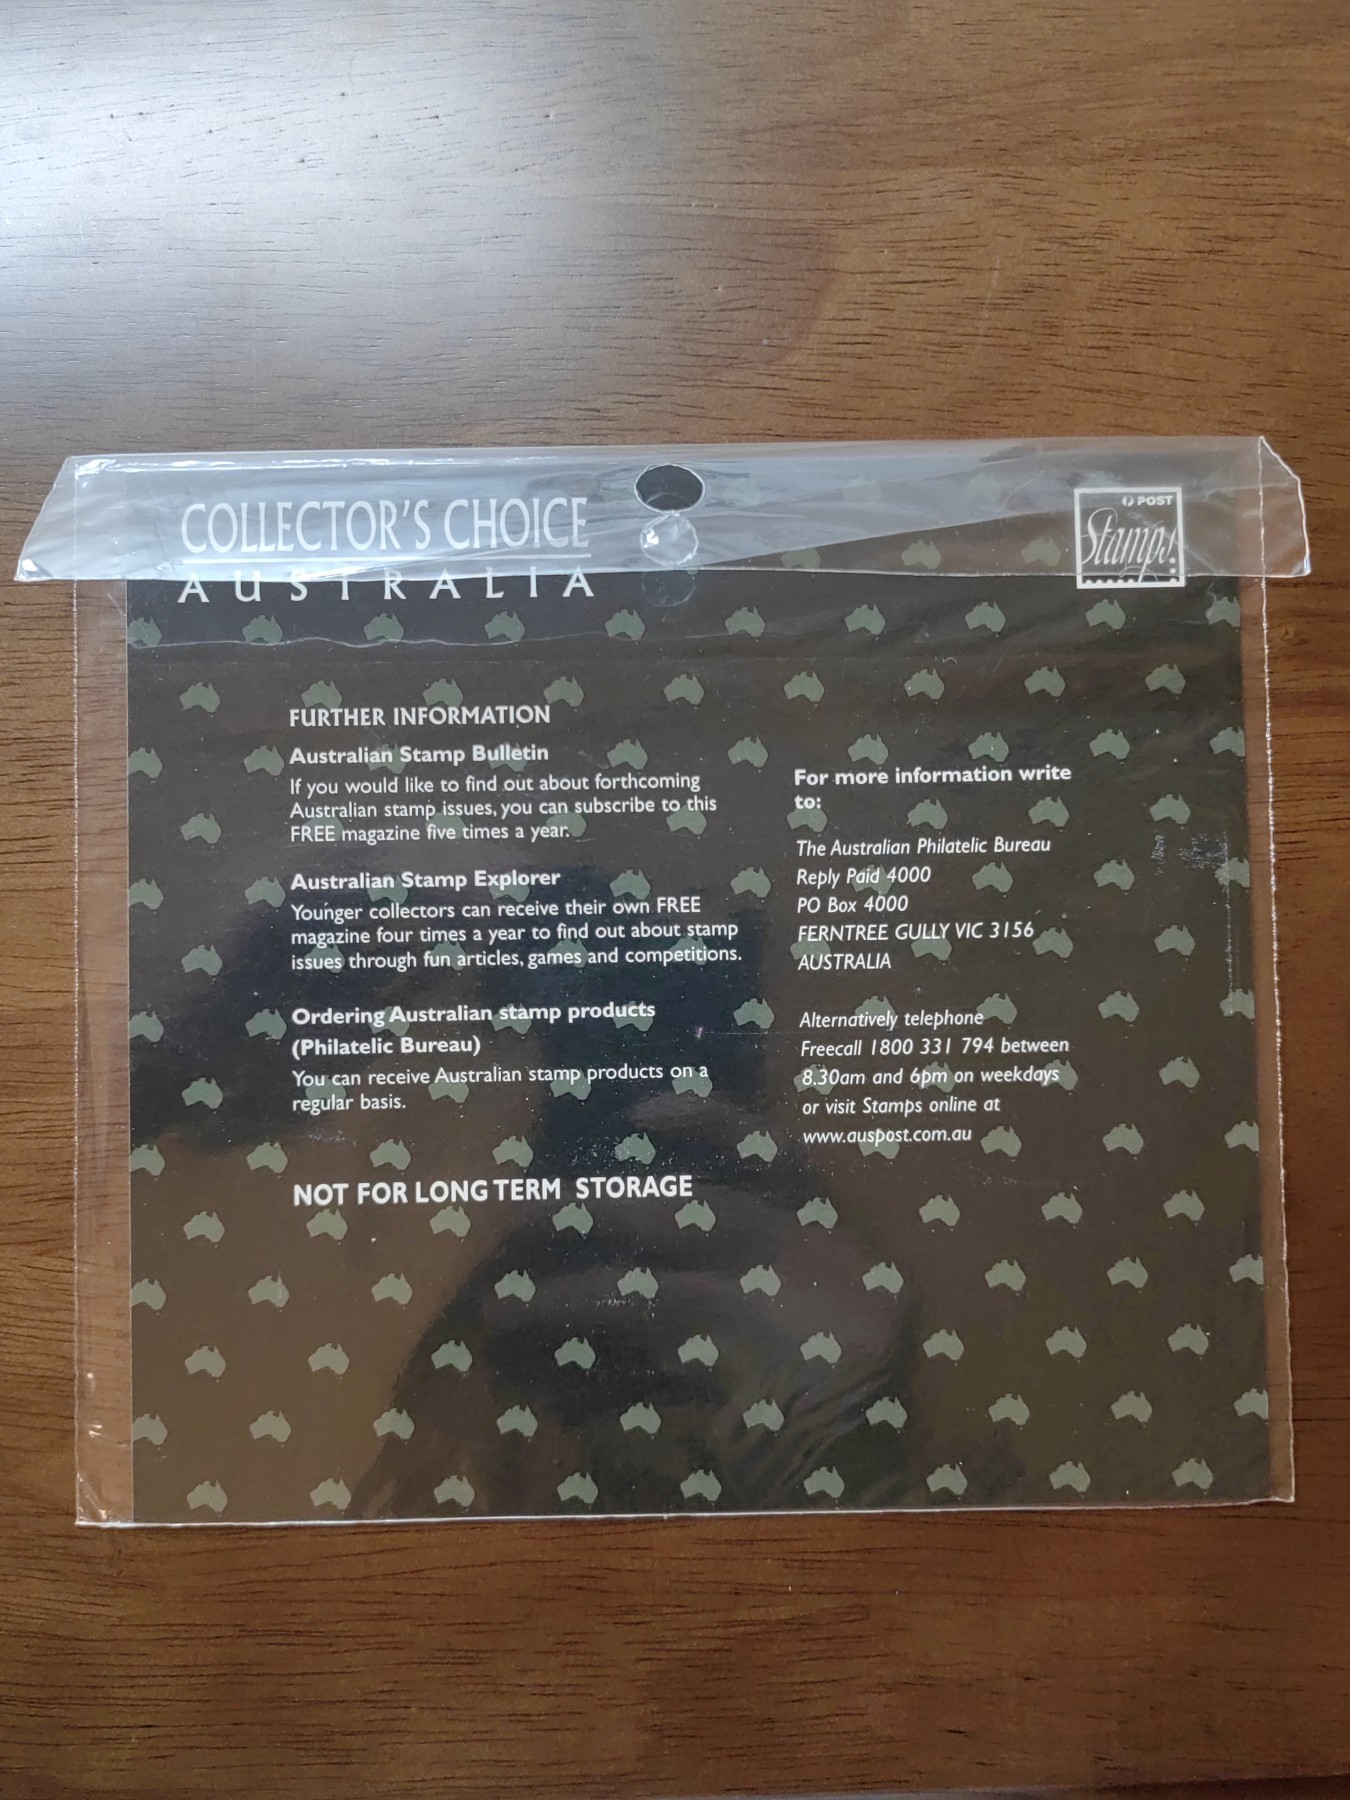 COLLECTOR'S CHOICE
AUSTRALIA
POST
Stamps
FURTHER INFORMATION
Australian Stamp Bulletin
If you would like to find out about forthcoming
Australian stamp issues, you can subscribe to this
FREE magazine five times a year.
Australian Stamp Explorer
Younger collectors can receive their own FREE
magazine four times a year to find out about stamp
issues through fun articles, games and competitions.
Ordering Australian stamp products
(Philatelic Bureau)
You can receive Australian stamp products on a
regular basis.
NOT FOR LONG TERM STORAGE
For more information write
to:
The Australian Philatelic Bureau
Reply Paid 4000
PO Box 4000
FERNTREE GULLY VIC 3156
AUSTRALIA
Alternatively telephone
Freecall 1800 331 794 between
8.30am and 6pm on weekdays
or visit Stamps online at
www.auspost.com.au